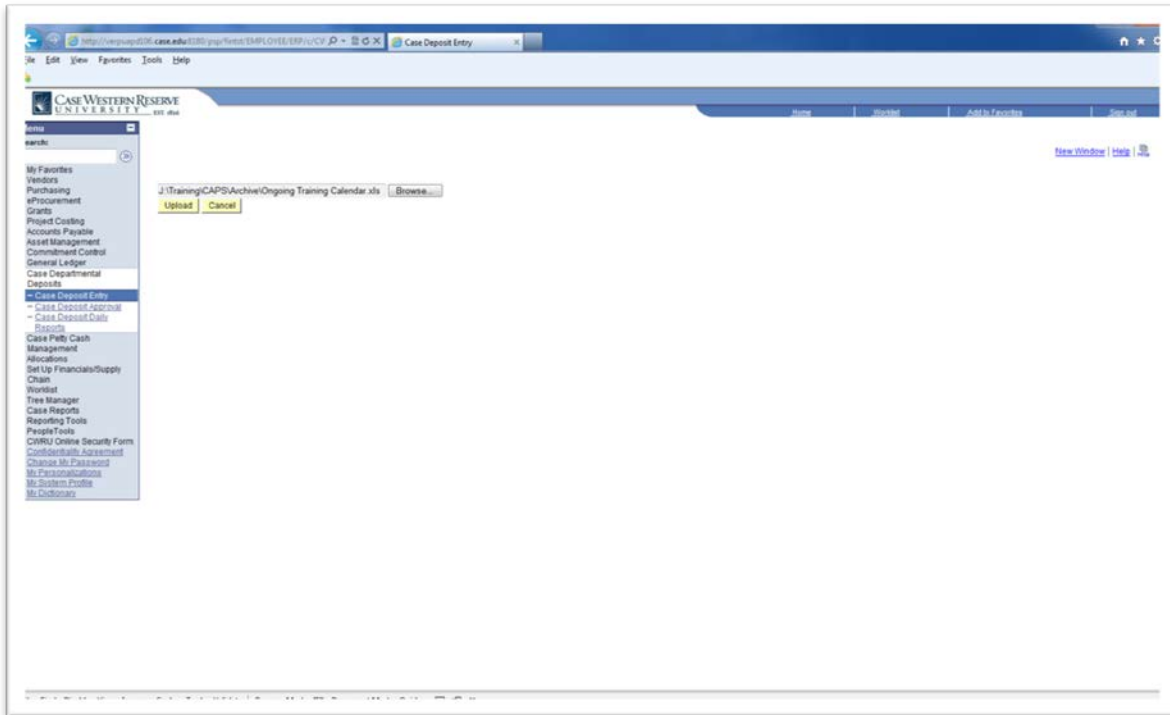 Case Deposit Entry
Edit View Favorites Tools Help
CASE WESTERN RESERVE
UNIVERSITY EST. 1826
Home Worklist Add to Favorites Sign out
Menu
Search:
New Window | Help |
My Favorites
Vendors
Purchasing
eProcurement
Grants
Project Costing
Accounts Payable
Asset Management
Commitment Control
General Ledger
Case Departmental
Deposits
– Case Deposit Entry
– Case Deposit Approval
– Case Deposit Daily
Reports
Case Petty Cash
Management
Allocations
Set Up Financials/Supply
Chain
Worklist
Tree Manager
Case Reports
Reporting Tools
PeopleTools
CWRU Online Security Form
Confidentiality Agreement
Change My Password
My Personalizations
My System Profile
My Dictionary
J:\Training\CAPS\Archive\Ongoing Training Calendar.xls Browse...
Upload Cancel